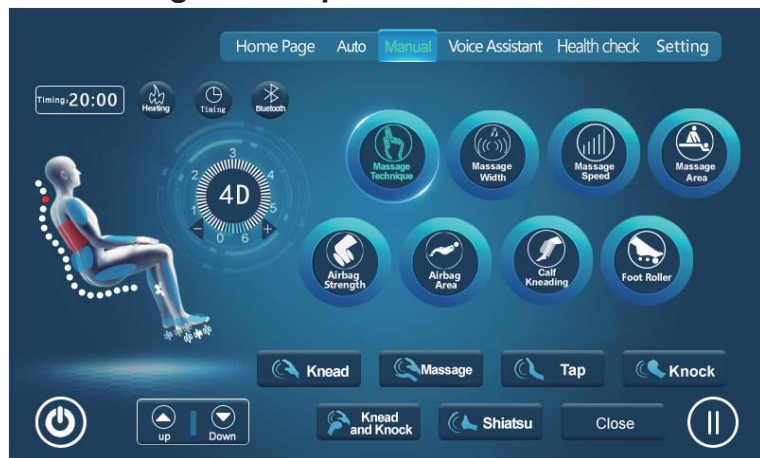 Home Page Auto Manual Voice Assistant Health check Setting
Timing:20:00
Heating
Timing
Bluetooth
3
2 4
4D
1 5
- +
0 6
Massage
Technique
Massage
Width
Massage
Speed
Massage
Area
Airbag
Strength
Airbag
Area
Calf
Kneading
Foot Roller
Knead Massage Tap Knock
up Down
Knead
and Knock
Shiatsu
Close